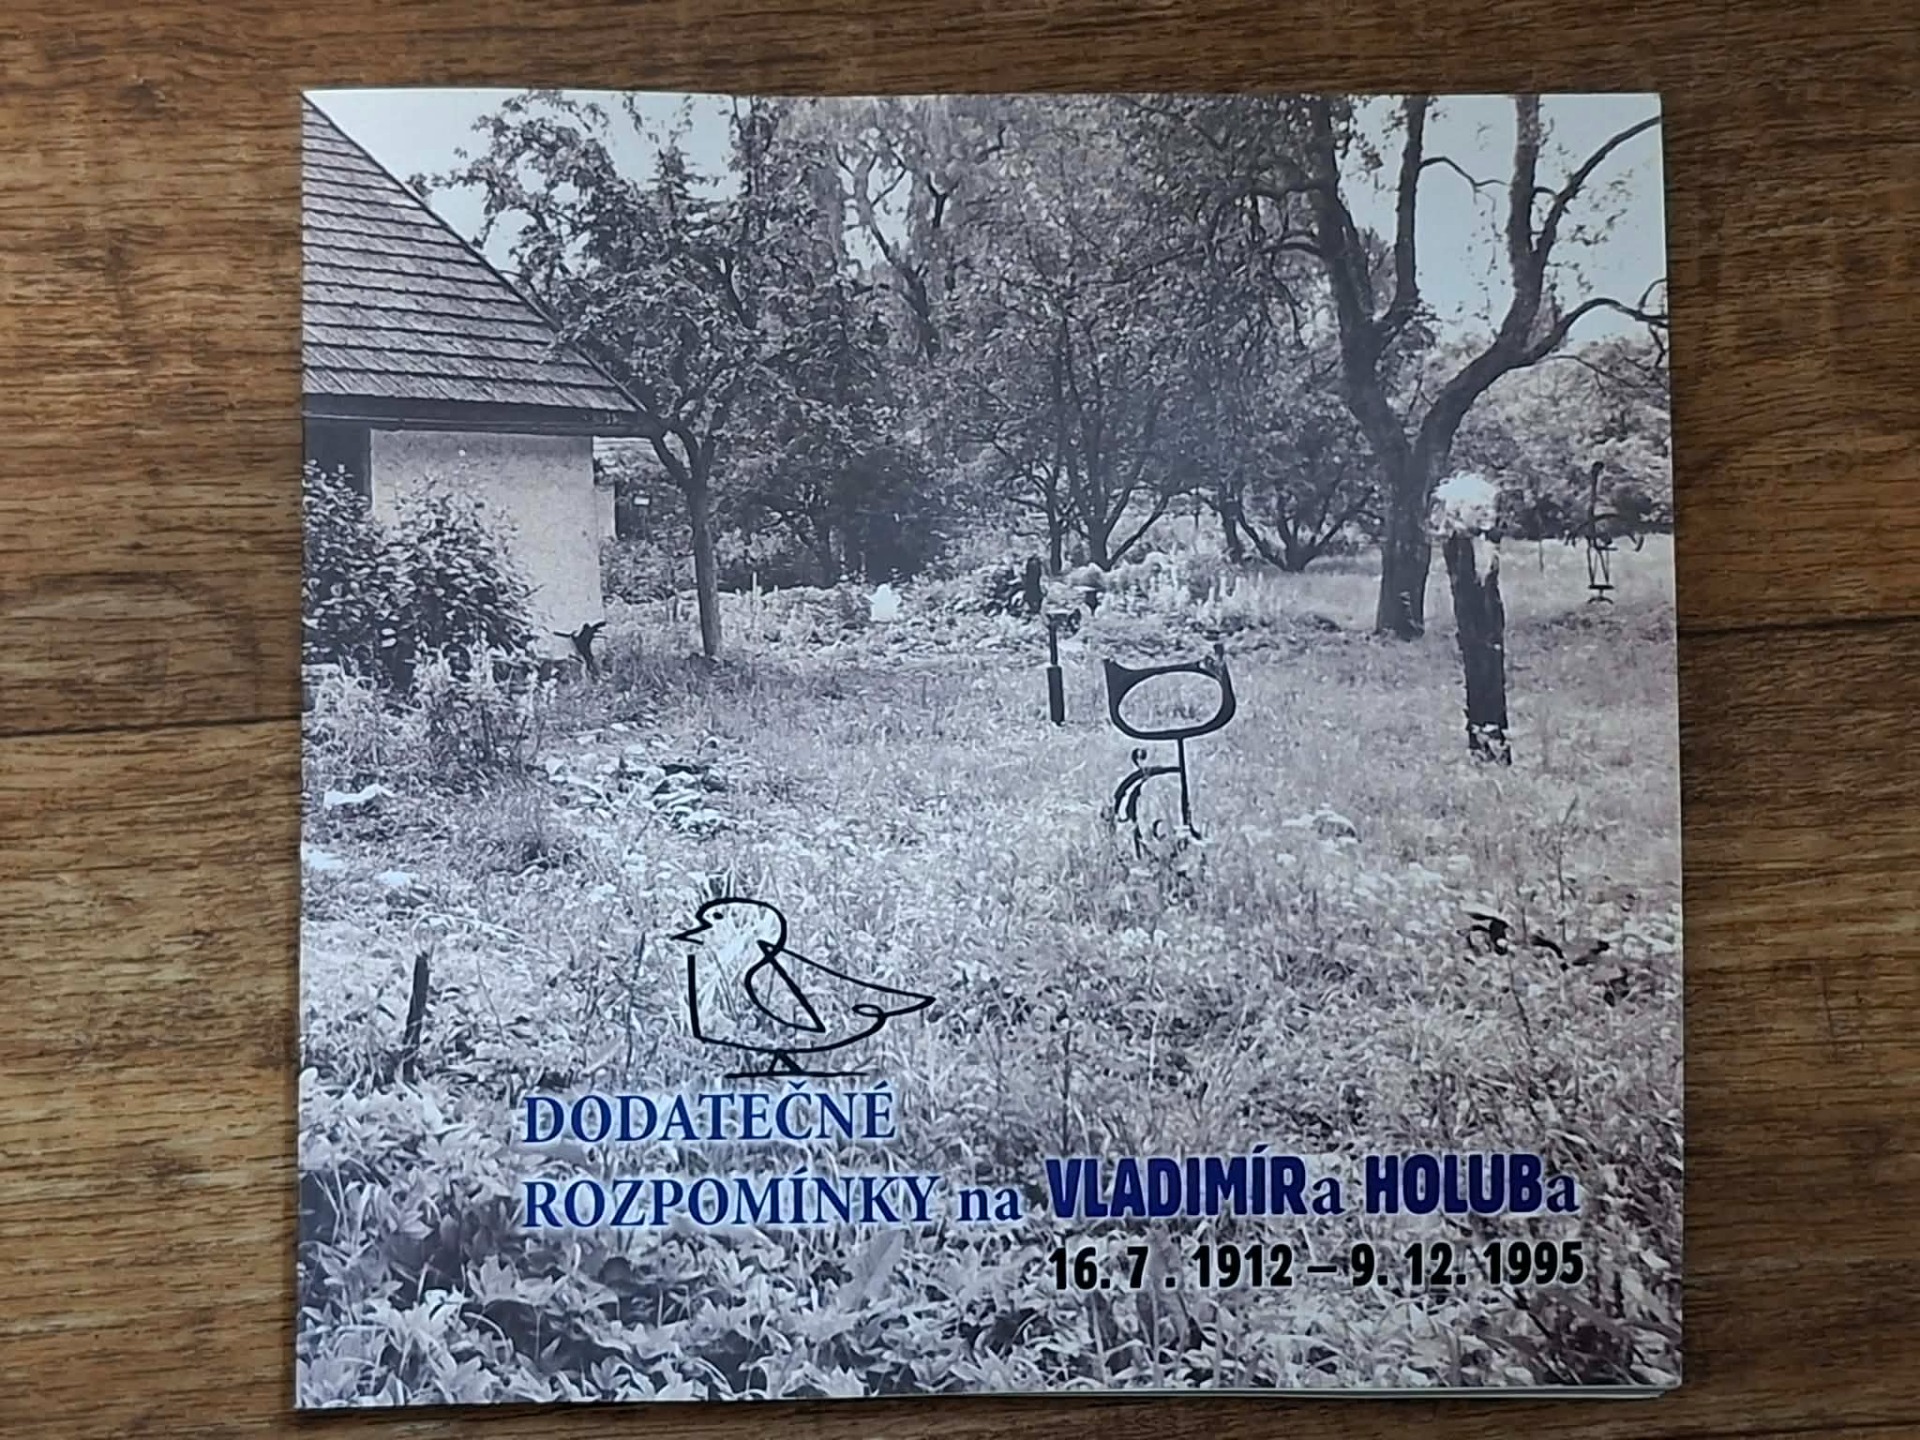 DODATEČNÉ
ROZPOMÍNKY na VLADIMÍRa HOLUBa
16. 7 . 1912 – 9. 12. 1995